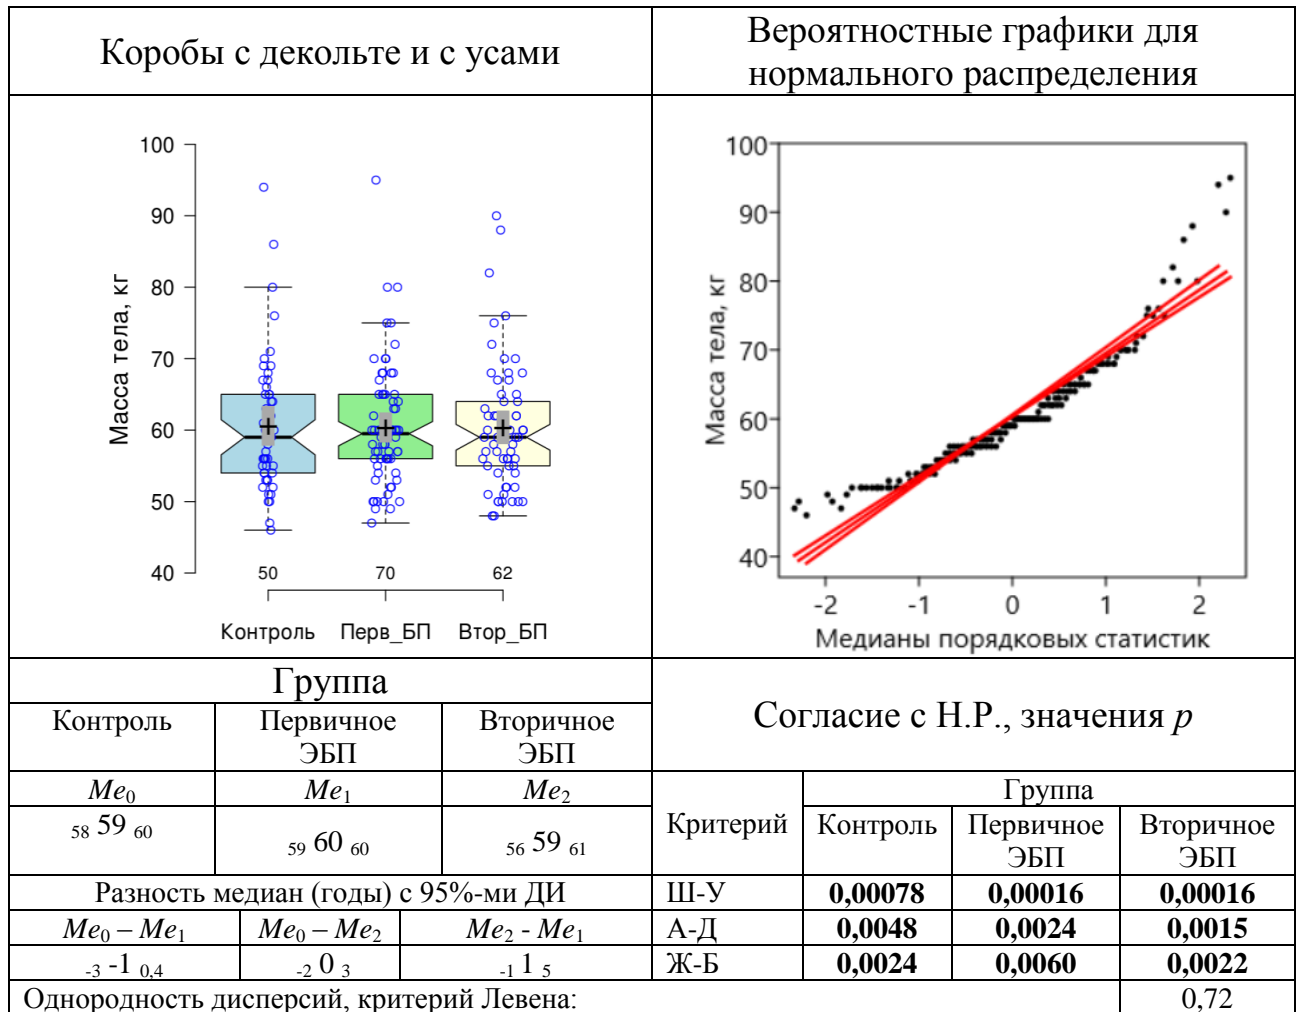 Коробы с декольте и с усами
Вероятностные графики для
нормального распределения
100
90
80
70
60
50
40
Масса тела, кг
50 70 62
Контроль Перв_БП Втор_БП
100
90
80
70
60
50
40
Масса тела, кг
-2 -1 0 1 2
Медианы порядковых статистик
Группа
Контроль
Первичное
ЭБП
Вторичное
ЭБП
Me0 Me1 Me2
58 59 60
59 60 60
56 59 61
Разность медиан (годы) с 95%-ми ДИ
Me0 – Me1 Me0 – Me2 Me2 - Me1
-3 -1 0,4 -2 0 3 -1 1 5
Согласие с Н.Р., значения p
Критерий
Группа
Контроль
Первичное
ЭБП
Вторичное
ЭБП
Ш-У 0,00078 0,00016 0,00016
А-Д 0,0048 0,0024 0,0015
Ж-Б 0,0024 0,0060 0,0022
Однородность дисперсий, критерий Левена: 0,72